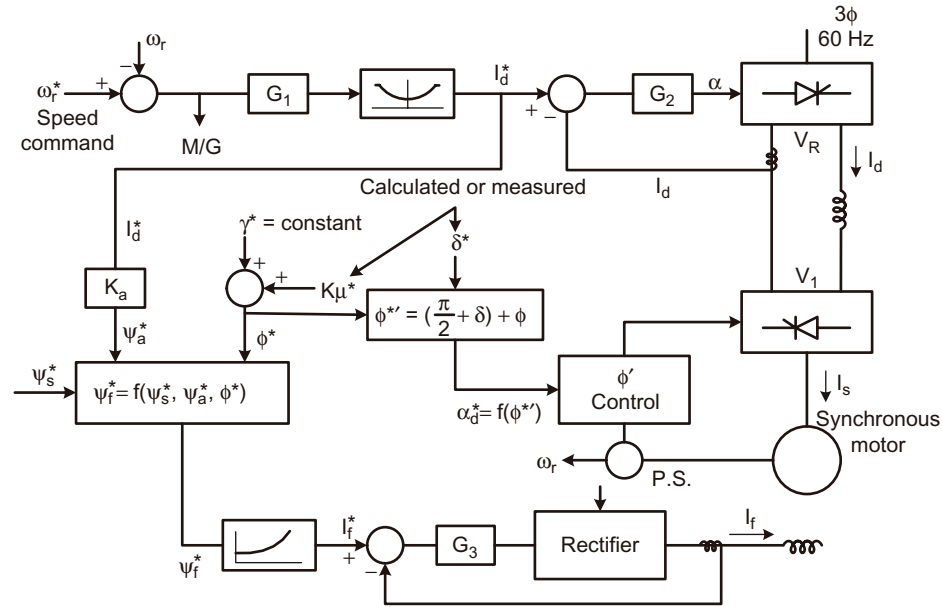 3ϕ
60 Hz
ωr
−
ωr* +
Speed
command
M/G
G1
Id*
+ −
G2
α
VR
Id
Id
Calculated or measured
Id*
γ* = constant
+
+
Kμ*
δ*
Ka
ϕ*′ = (π/2 + δ) + ϕ
V1
ψa*
ϕ*
ψs*
ψf* = f(ψs*, ψa*, ϕ*)
αd* = f(ϕ*′)
ϕ′
Control
Is
Synchronous
motor
ωr
P.S.
ψf*
If*
+
−
G3
Rectifier
If